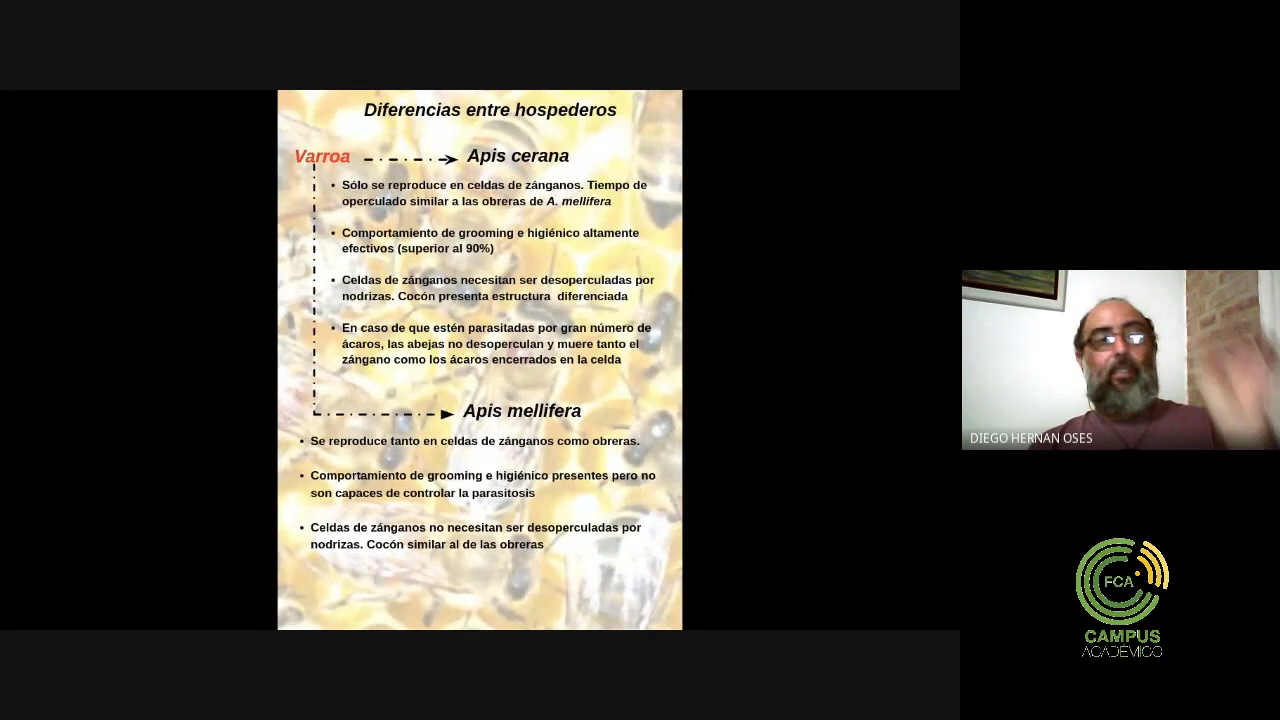 Diferencias entre hospederos
Varroa
Apis cerana
• Sólo se reproduce en celdas de zánganos. Tiempo de
operculado similar a las obreras de A. mellifera
• Comportamiento de grooming e higiénico altamente
efectivos (superior al 90%)
• Celdas de zánganos necesitan ser desoperculadas por
nodrizas. Cocón presenta estructura diferenciada
• En caso de que estén parasitadas por gran número de
ácaros, las abejas no desoperculan y muere tanto el
zángano como los ácaros encerrados en la celda
Apis mellifera
• Se reproduce tanto en celdas de zánganos como obreras.
• Comportamiento de grooming e higiénico presentes pero no
son capaces de controlar la parasitosis
• Celdas de zánganos no necesitan ser desoperculadas por
nodrizas. Cocón similar al de las obreras
DIEGO HERNAN OSES
FCA
CAMPUS
ACADÉMICO